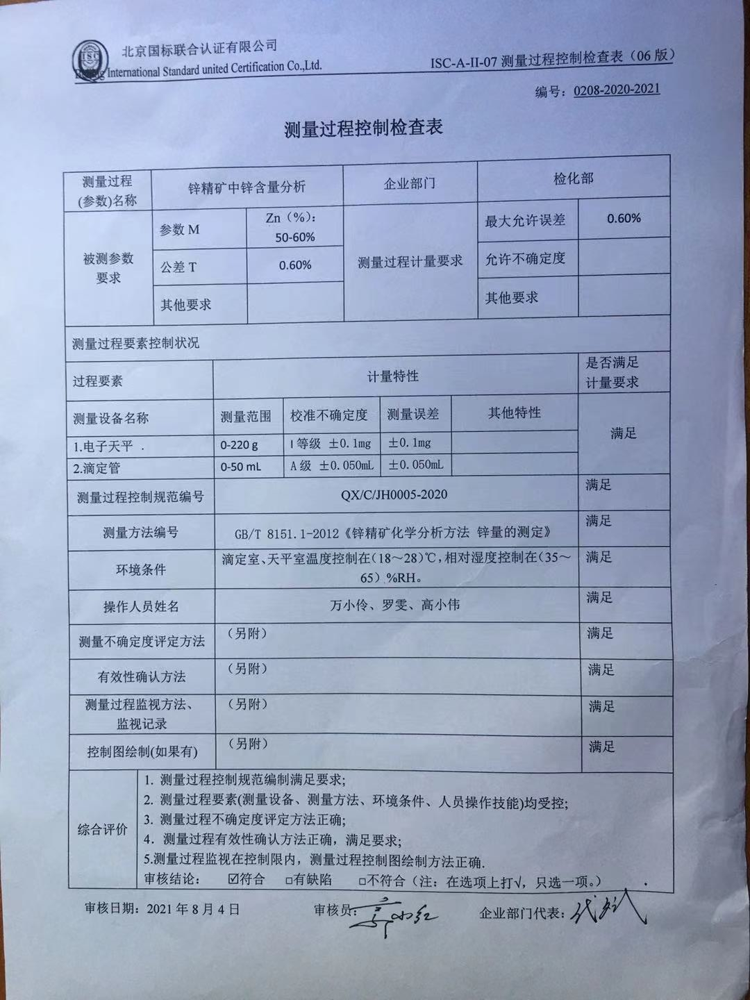 北京国标联合认证有限公司
International Standard united Certification Co.,Ltd.
ISC-A-II-07 测量过程控制检查表（06 版）
编号：0208-2020-2021
测量过程控制检查表
测量过程
(参数)名称
锌精矿中锌含量分析
企业部门
检化部
被测参数
要求
参数 M
Zn（%）：
50-60%
测量过程计量要求
最大允许误差
0.60%
公差 T
0.60%
允许不确定度
其他要求
其他要求
测量过程要素控制状况
过程要素
计量特性
是否满足
计量要求
测量设备名称
测量范围
校准不确定度
测量误差
其他特性
满足
1.电子天平
0-220 g
I 等级 ±0.1mg
±0.1mg
2.滴定管
0-50 mL
A 级 ±0.050mL
±0.050mL
测量过程控制规范编号
QX/C/JH0005-2020
满足
测量方法编号
GB/T 8151.1-2012《锌精矿化学分析方法 锌量的测定》
满足
环境条件
滴定室、天平室温度控制在(18～28)℃,相对湿度控制在(35～
65）%RH。
满足
操作人员姓名
万小伶、罗雯、高小伟
满足
测量不确定度评定方法
（另附）
满足
有效性确认方法
（另附）
满足
测量过程监视方法、
监视记录
（另附）
满足
控制图绘制(如果有)
（另附）
满足
综合评价
1. 测量过程控制规范编制满足要求;
2. 测量过程要素(测量设备、测量方法、环境条件、人员操作技能)均受控;
3. 测量过程不确定度评定方法正确;
4. 测量过程有效性确认方法正确，满足要求;
5.测量过程监视在控制限内，测量过程控制图绘制方法正确.
审核结论： ☑符合 □有缺陷 □不符合（注：在选项上打√，只选一项。）
审核日期：2021 年 8 月 4 日
审核员:
企业部门代表: